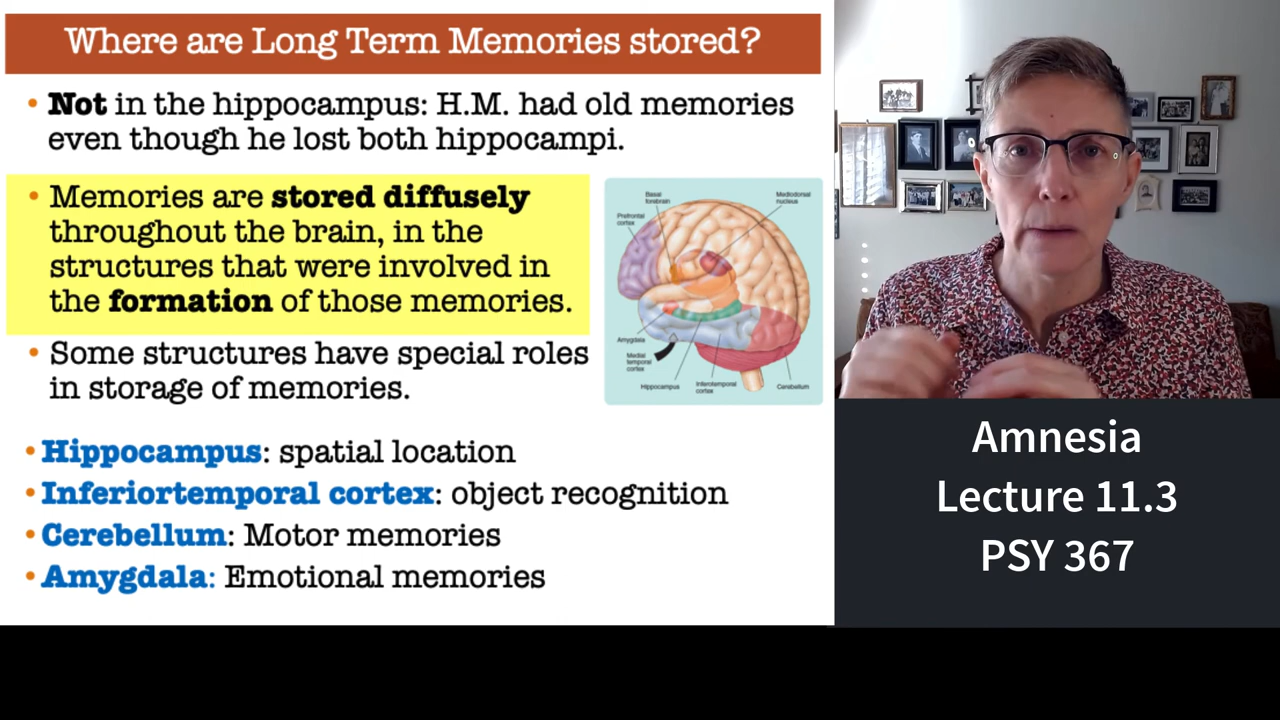 Where are Long Term Memories stored?
• Not in the hippocampus: H.M. had old memories
even though he lost both hippocampi.
• Memories are stored diffusely
throughout the brain, in the
structures that were involved in
the formation of those memories.
• Some structures have special roles
in storage of memories.
Basal
forebrain
Mediodorsal
nucleus
Prefrontal
cortex
Amygdala
Medial
temporal
cortex
Hippocampus
Inferotemporal
cortex
Cerebellum
• Hippocampus: spatial location
• Inferiortemporal cortex: object recognition
• Cerebellum: Motor memories
• Amygdala: Emotional memories
Amnesia
Lecture 11.3
PSY 367